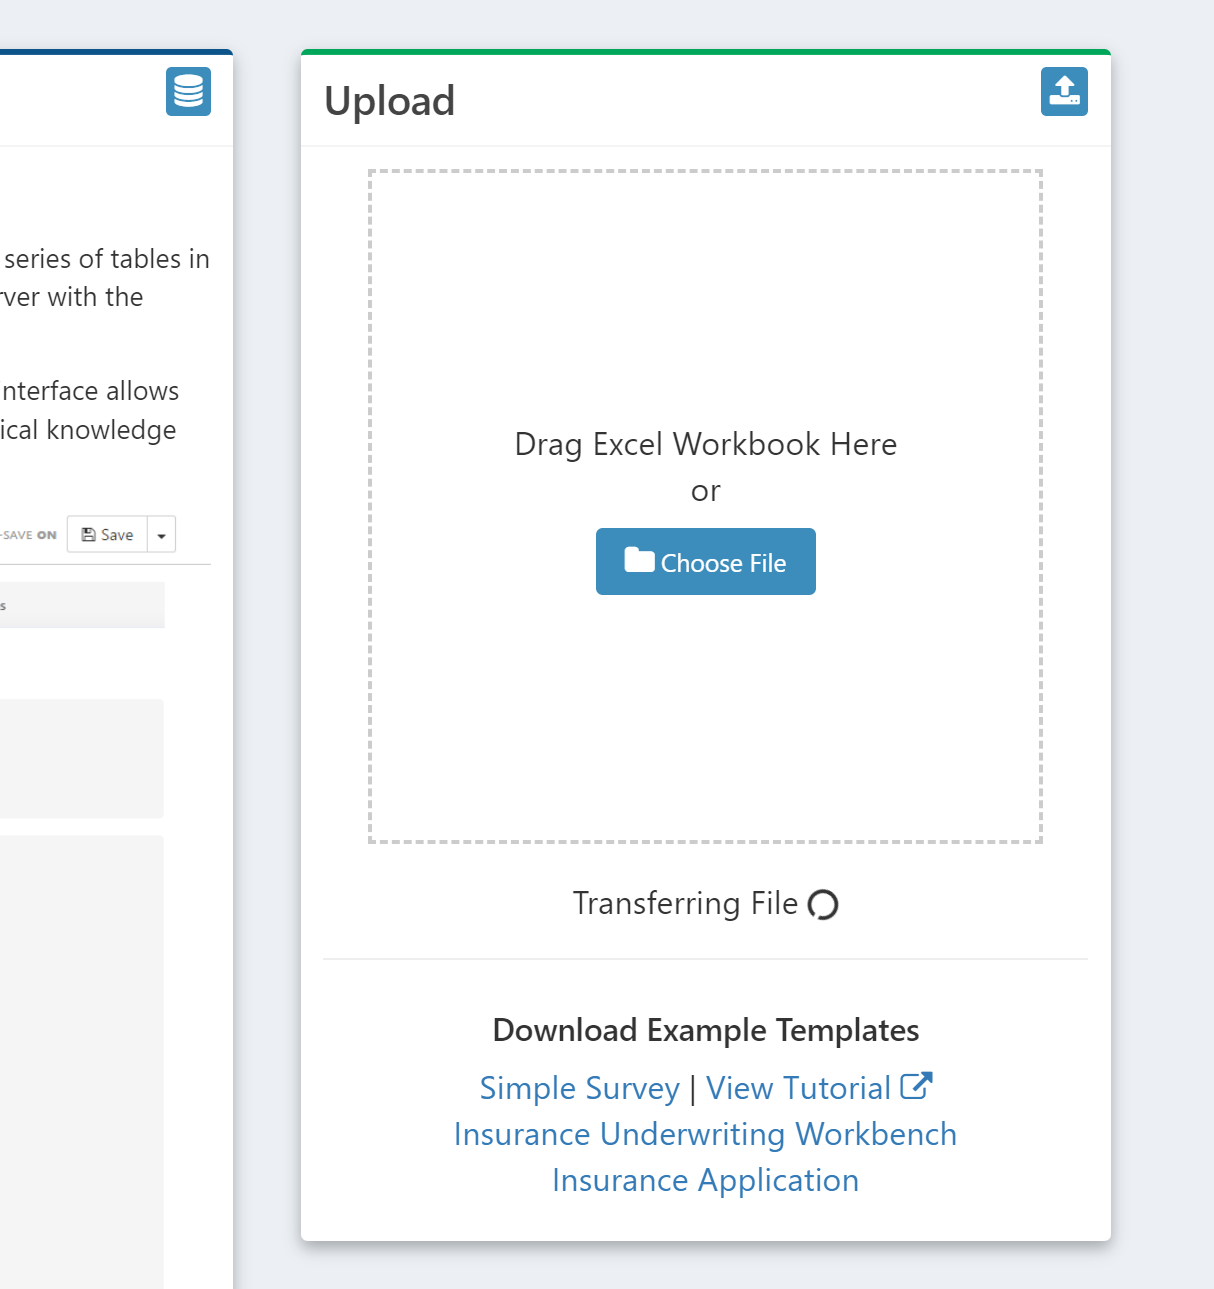 series of tables in
rver with the
nterface allows
ical knowledge
-SAVE ON
Save
s
Upload
Drag Excel Workbook Here
or
Choose File
Transferring File
Download Example Templates
Simple Survey | View Tutorial
Insurance Underwriting Workbench
Insurance Application